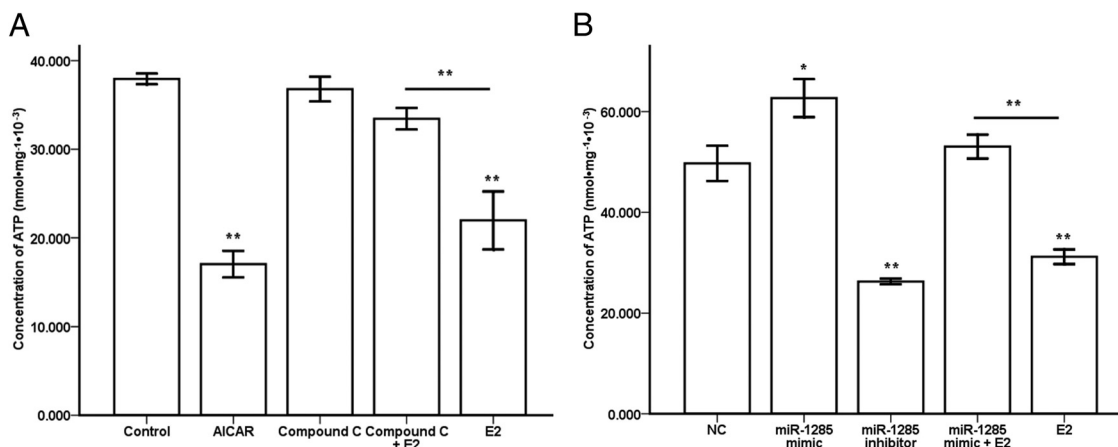 A
Concentration of ATP (nmol•mg⁻¹•10⁻³)
40.000
30.000
20.000
10.000
0.000
**
**
**
Control
AICAR
Compound C
Compound C
+ E2
E2
B
Concentration of ATP (nmol•mg⁻¹•10⁻³)
60.000
40.000
20.000
0.000
*
**
**
**
NC
miR-1285
mimic
miR-1285
inhibitor
miR-1285
mimic + E2
E2